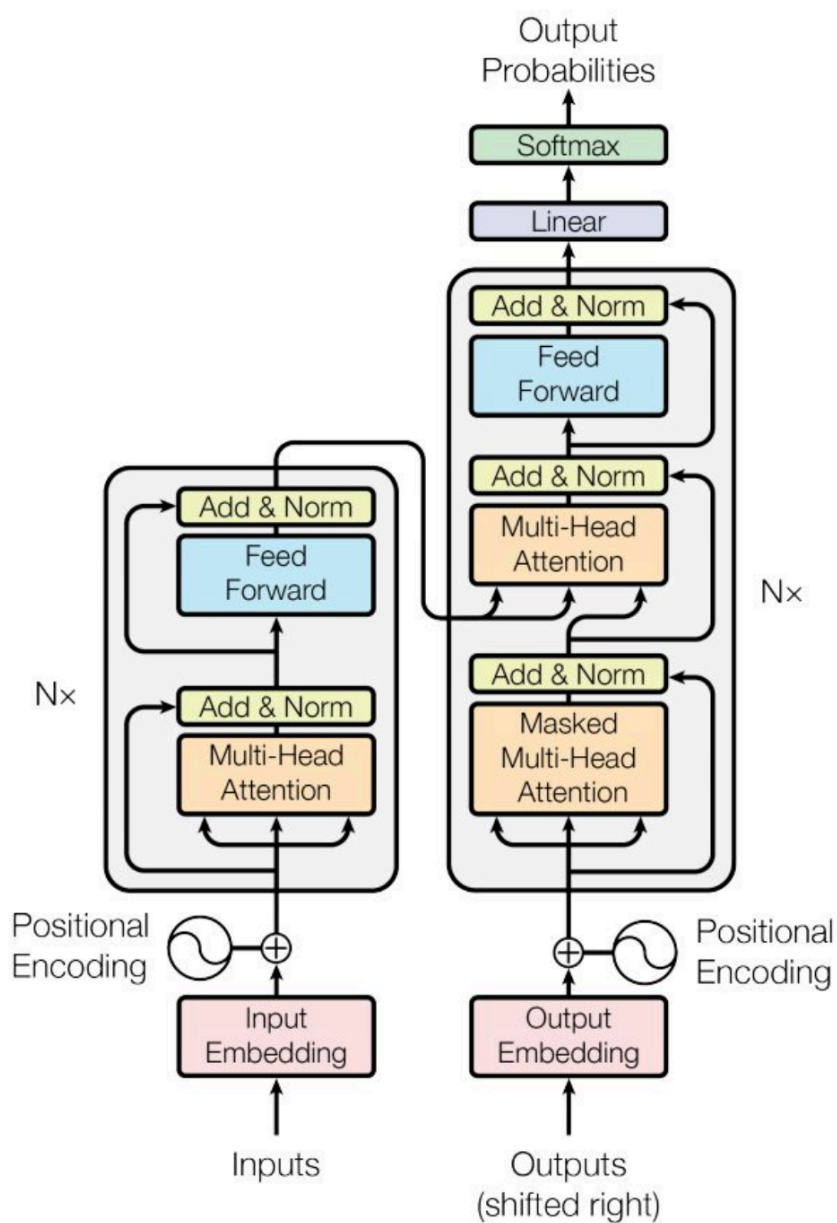 Output
Probabilities
Softmax
Linear
Add & Norm
Feed
Forward
Add & Norm
Multi-Head
Attention
Add & Norm
Masked
Multi-Head
Attention
N×
Add & Norm
Feed
Forward
Add & Norm
Multi-Head
Attention
N×
Positional
Encoding
Positional
Encoding
Input
Embedding
Output
Embedding
Inputs
Outputs
(shifted right)